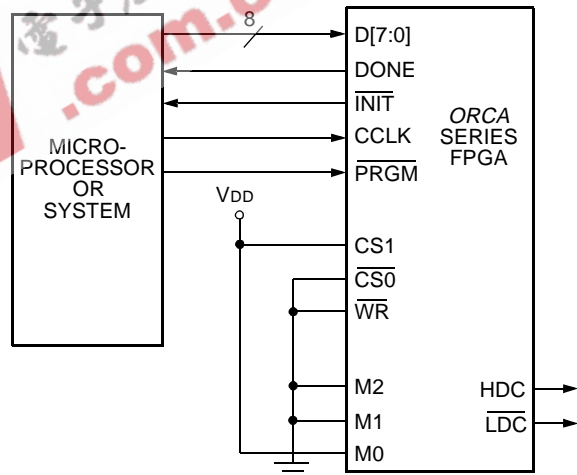 8
D[7:0]
DONE
INIT
CCLK
PRGM
MICRO-
PROCESSOR
OR
SYSTEM
ORCA
SERIES
FPGA
VDD
CS1
CS0
WR
M2
M1
M0
HDC
LDC
.com.